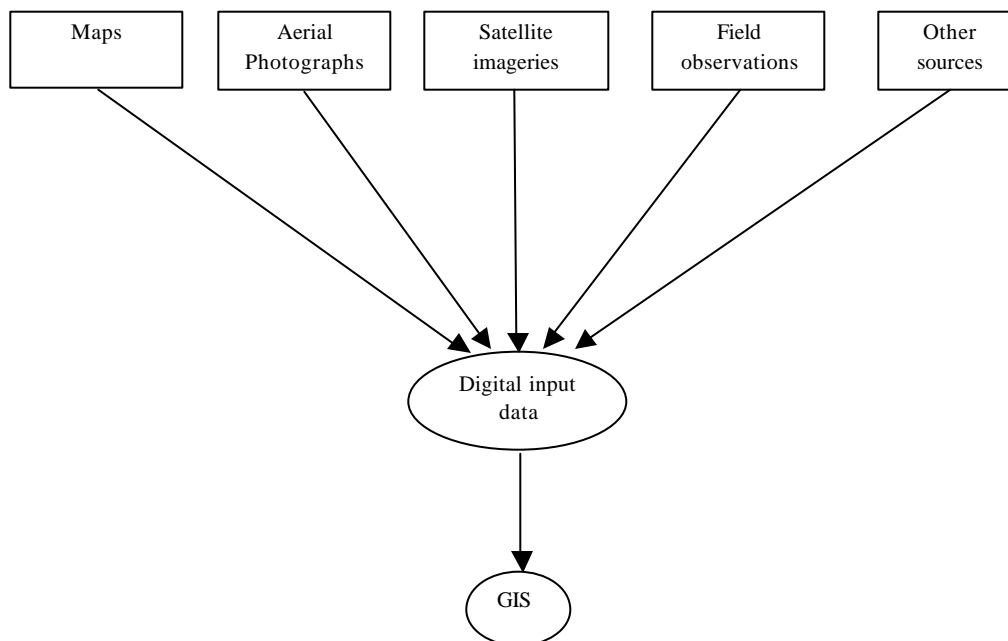 Maps
Aerial
Photographs
Satellite
imageries
Field
observations
Other
sources
Digital input
data
GIS